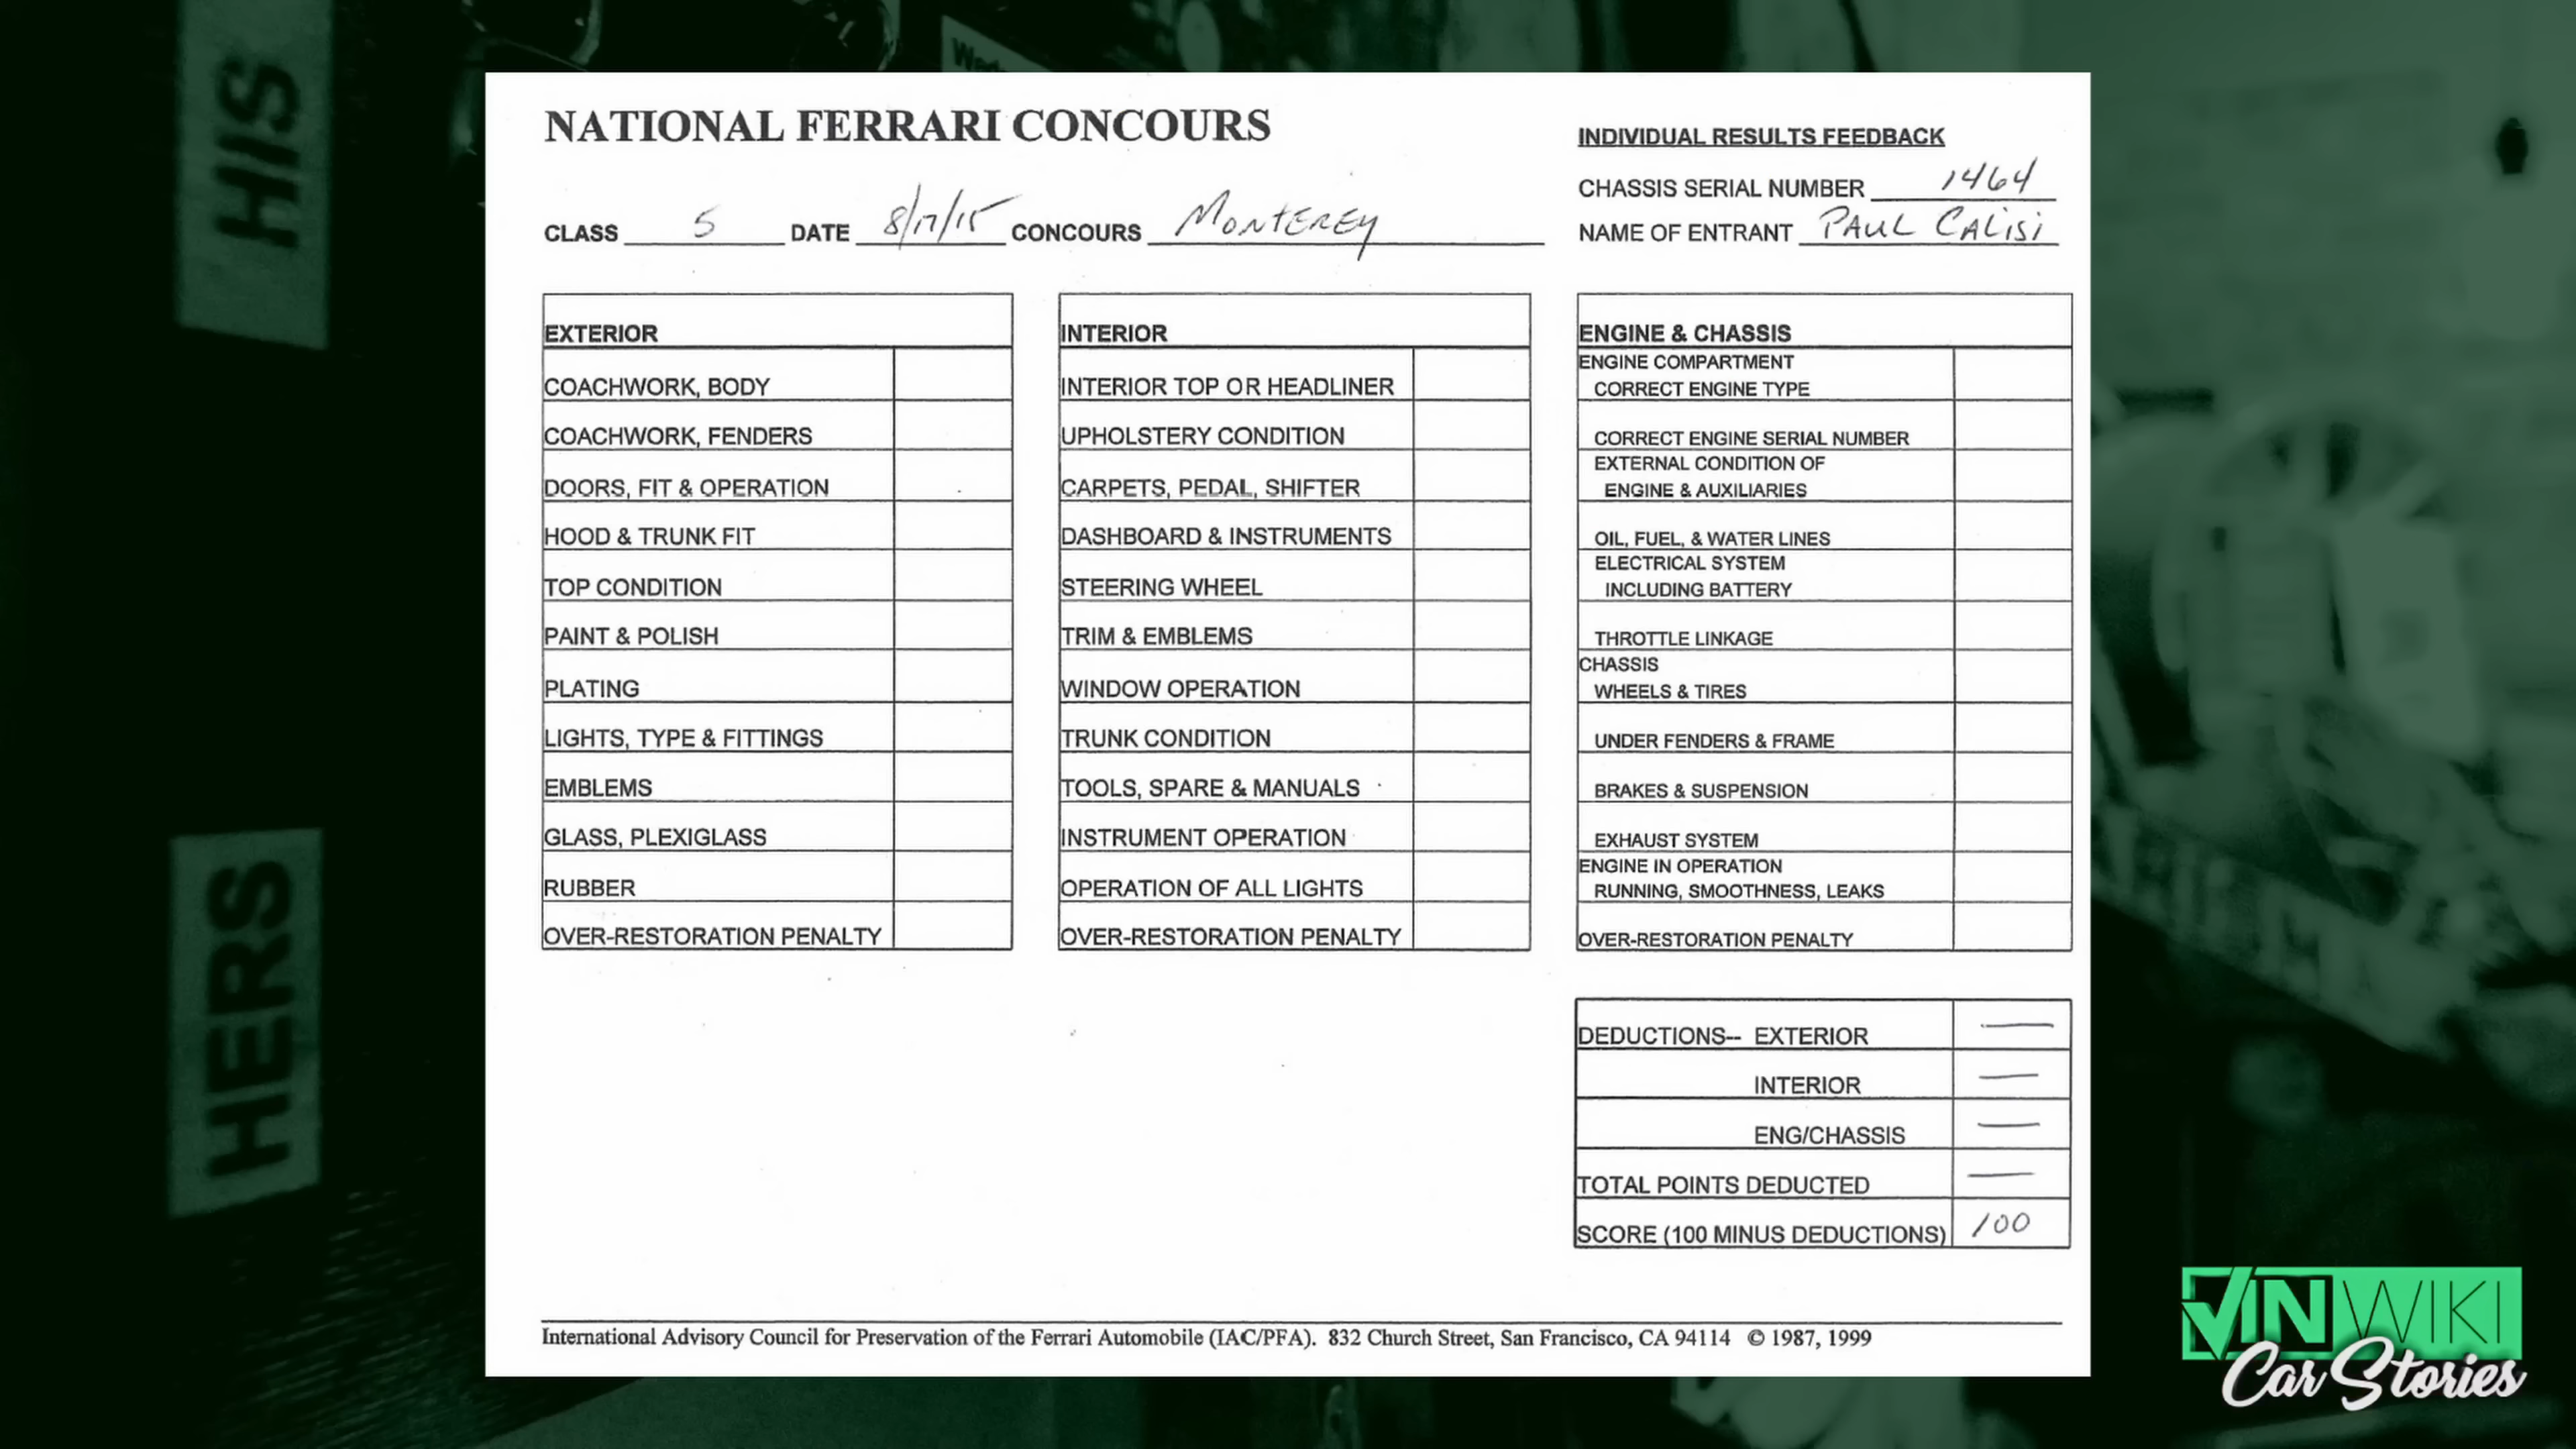 HIS
HERS
NATIONAL FERRARI CONCOURS
INDIVIDUAL RESULTS FEEDBACK
CHASSIS SERIAL NUMBER 1464
CLASS 5 DATE 8/17/15 CONCOURS MONTEREY
NAME OF ENTRANT PAUL CALISI
EXTERIOR
COACHWORK, BODY
COACHWORK, FENDERS
DOORS, FIT & OPERATION
HOOD & TRUNK FIT
TOP CONDITION
PAINT & POLISH
PLATING
LIGHTS, TYPE & FITTINGS
EMBLEMS
GLASS, PLEXIGLASS
RUBBER
OVER-RESTORATION PENALTY
INTERIOR
INTERIOR TOP OR HEADLINER
UPHOLSTERY CONDITION
CARPETS, PEDAL, SHIFTER
DASHBOARD & INSTRUMENTS
STEERING WHEEL
TRIM & EMBLEMS
WINDOW OPERATION
TRUNK CONDITION
TOOLS, SPARE & MANUALS
INSTRUMENT OPERATION
OPERATION OF ALL LIGHTS
OVER-RESTORATION PENALTY
ENGINE & CHASSIS
ENGINE COMPARTMENT
CORRECT ENGINE TYPE
CORRECT ENGINE SERIAL NUMBER
EXTERNAL CONDITION OF
ENGINE & AUXILIARIES
OIL, FUEL, & WATER LINES
ELECTRICAL SYSTEM
INCLUDING BATTERY
THROTTLE LINKAGE
CHASSIS
WHEELS & TIRES
UNDER FENDERS & FRAME
BRAKES & SUSPENSION
EXHAUST SYSTEM
ENGINE IN OPERATION
RUNNING, SMOOTHNESS, LEAKS
OVER-RESTORATION PENALTY
DEDUCTIONS-- EXTERIOR —
INTERIOR —
ENG/CHASSIS —
TOTAL POINTS DEDUCTED —
SCORE (100 MINUS DEDUCTIONS) 100
International Advisory Council for Preservation of the Ferrari Automobile (IAC/PFA). 832 Church Street, San Francisco, CA 94114 © 1987, 1999
VINWIKI
Car Stories